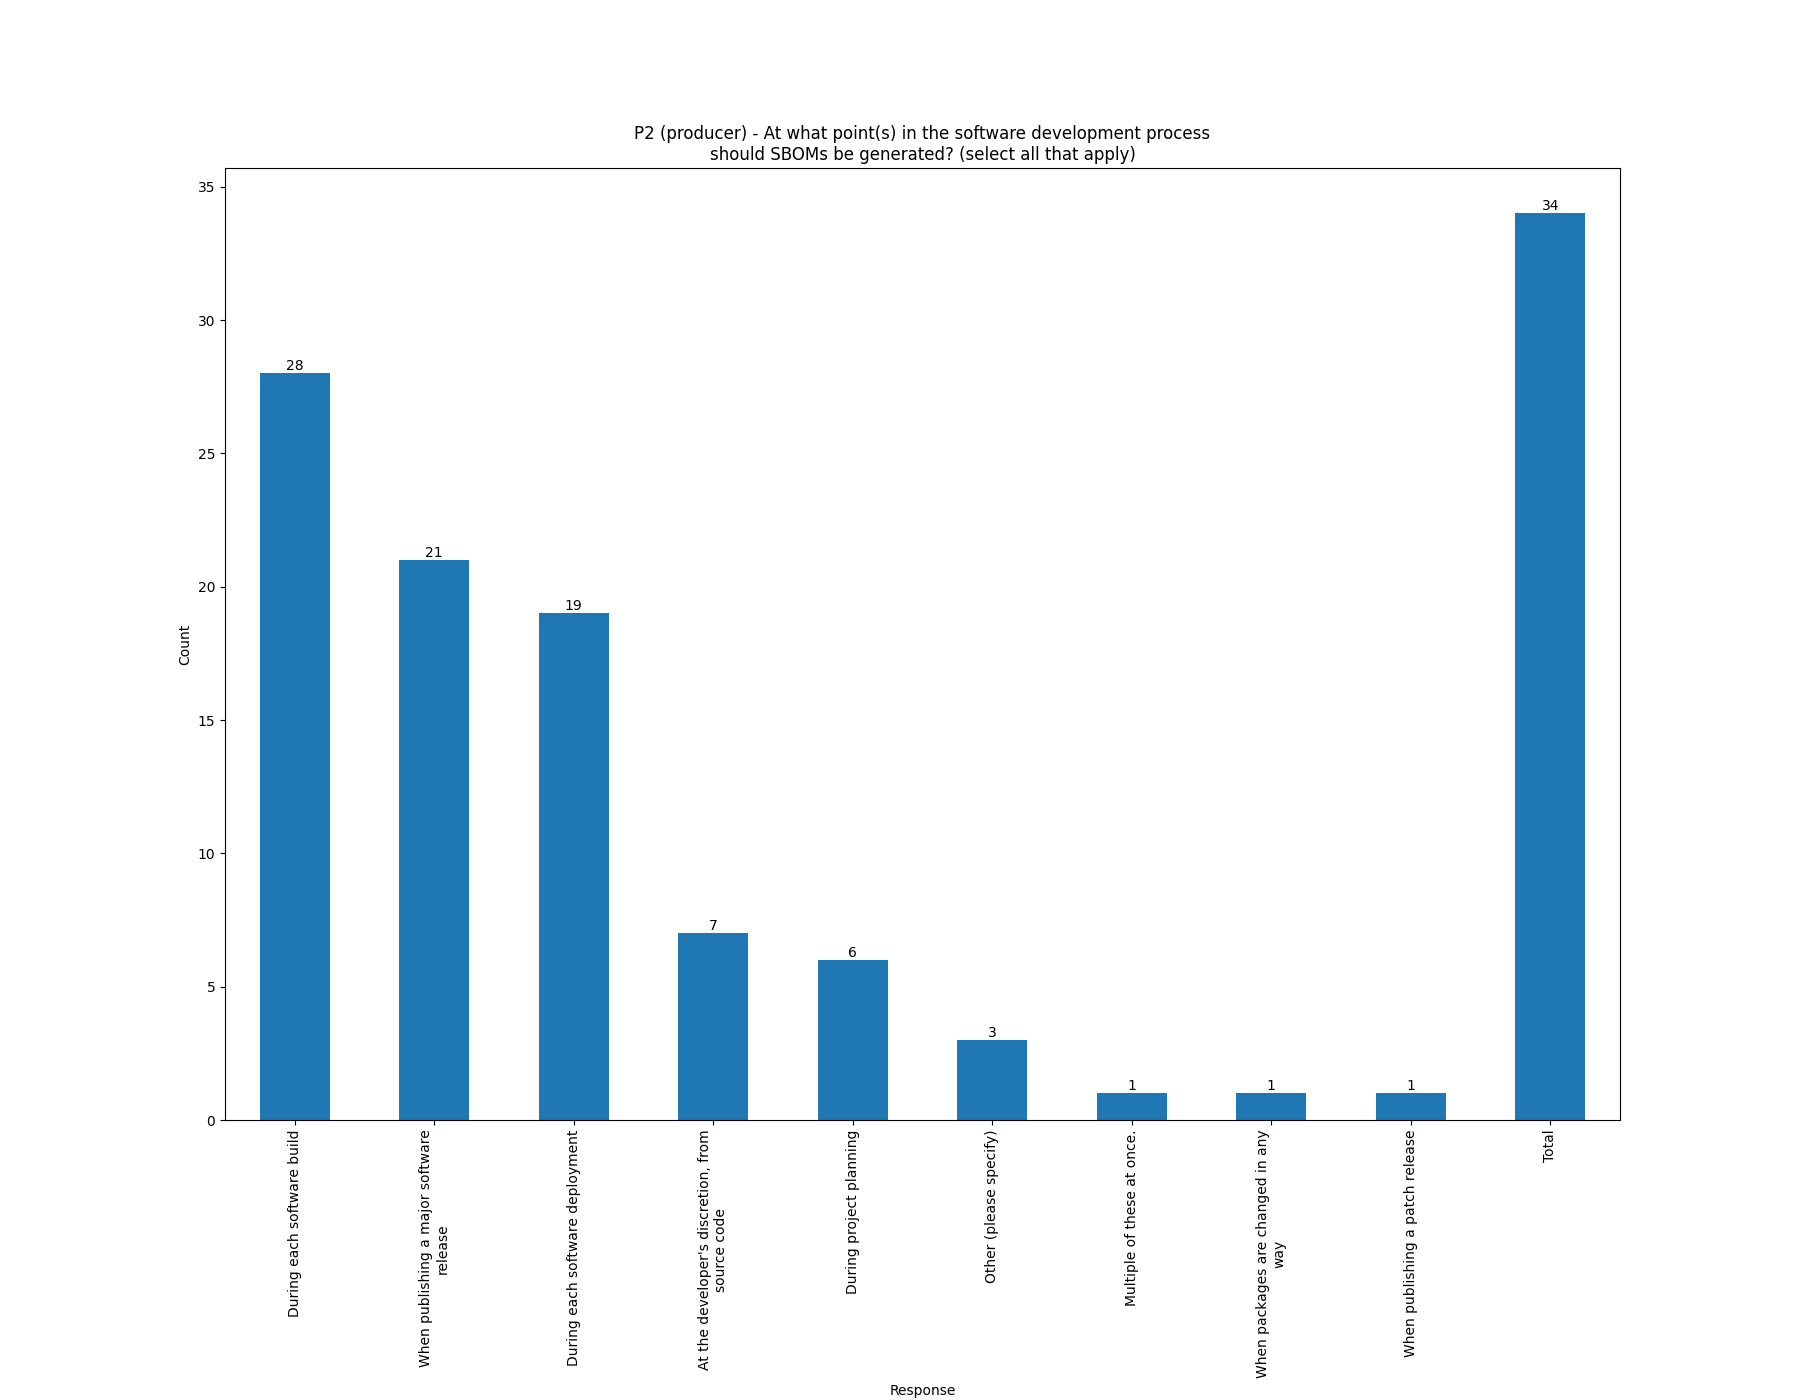 P2 (producer) - At what point(s) in the software development process
should SBOMs be generated? (select all that apply)
35
30
25
20
15
10
5
0
Count
28
21
19
7
6
3
1
1
1
34
During each software build
When publishing a major software
release
During each software deployment
At the developer's discretion, from
source code
During project planning
Other (please specify)
Multiple of these at once.
When packages are changed in any
way
When publishing a patch release
Total
Response